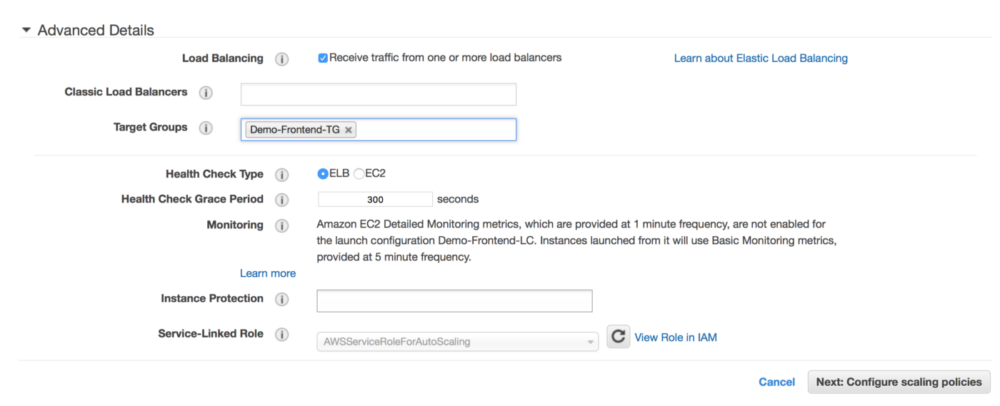 Advanced Details
Load Balancing Receive traffic from one or more load balancers Learn about Elastic Load Balancing
Classic Load Balancers
Target Groups Demo-Frontend-TG
Health Check Type ELB EC2
Health Check Grace Period 300 seconds
Monitoring Amazon EC2 Detailed Monitoring metrics, which are provided at 1 minute frequency, are not enabled for
the launch configuration Demo-Frontend-LC. Instances launched from it will use Basic Monitoring metrics,
provided at 5 minute frequency.
Learn more
Instance Protection
Service-Linked Role AWSServiceRoleForAutoScaling View Role in IAM
Cancel Next: Configure scaling policies